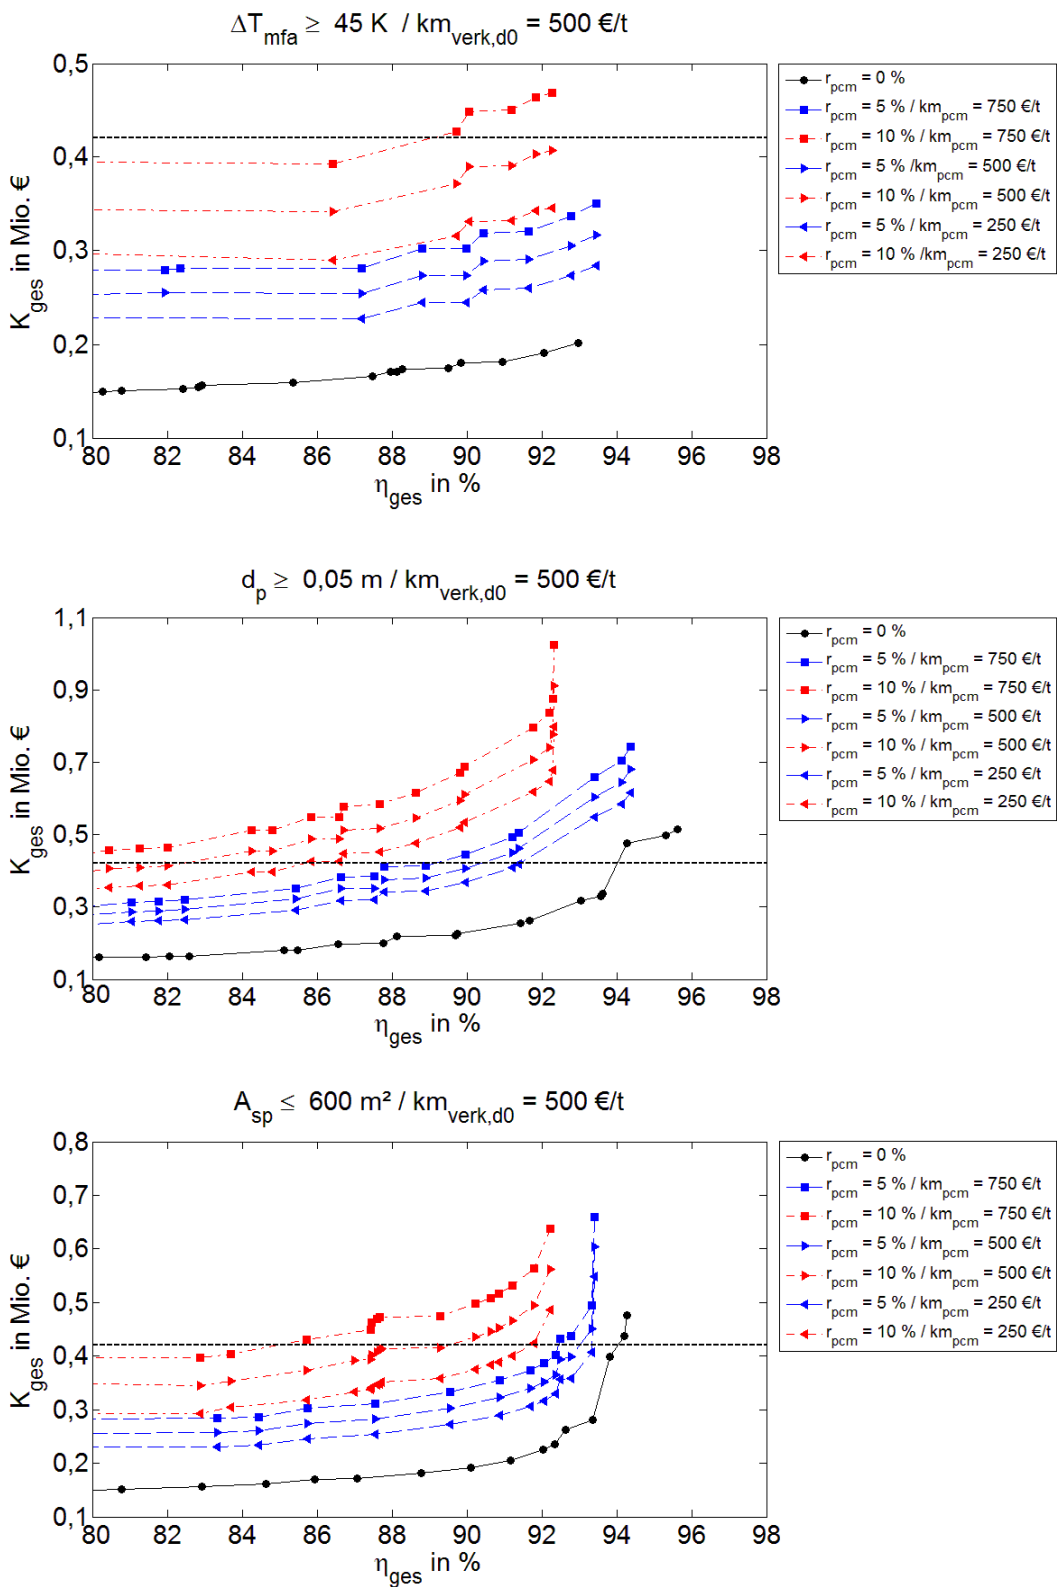 ΔT_mfa ≥ 45 K / km_verk,d0 = 500 €/t
0,5
0,4
0,3
0,2
0,1
K_ges in Mio. €
80 82 84 86 88 90 92 94 96 98
η_ges in %
r_pcm = 0 %
r_pcm = 5 % / km_pcm = 750 €/t
r_pcm = 10 % / km_pcm = 750 €/t
r_pcm = 5 % /km_pcm = 500 €/t
r_pcm = 10 % / km_pcm = 500 €/t
r_pcm = 5 % / km_pcm = 250 €/t
r_pcm = 10 % /km_pcm = 250 €/t
d_p ≥ 0,05 m / km_verk,d0 = 500 €/t
1,1
0,9
0,7
0,5
0,3
0,1
K_ges in Mio. €
80 82 84 86 88 90 92 94 96 98
η_ges in %
r_pcm = 0 %
r_pcm = 5 % / km_pcm = 750 €/t
r_pcm = 10 % / km_pcm = 750 €/t
r_pcm = 5 % / km_pcm = 500 €/t
r_pcm = 10 % / km_pcm = 500 €/t
r_pcm = 5 % / km_pcm = 250 €/t
r_pcm = 10 % / km_pcm = 250 €/t
A_sp ≤ 600 m² / km_verk,d0 = 500 €/t
0,8
0,7
0,6
0,5
0,4
0,3
0,2
0,1
K_ges in Mio. €
80 82 84 86 88 90 92 94 96 98
η_ges in %
r_pcm = 0 %
r_pcm = 5 % / km_pcm = 750 €/t
r_pcm = 10 % / km_pcm = 750 €/t
r_pcm = 5 % / km_pcm = 500 €/t
r_pcm = 10 % / km_pcm = 500 €/t
r_pcm = 5 % / km_pcm = 250 €/t
r_pcm = 10 % / km_pcm = 250 €/t